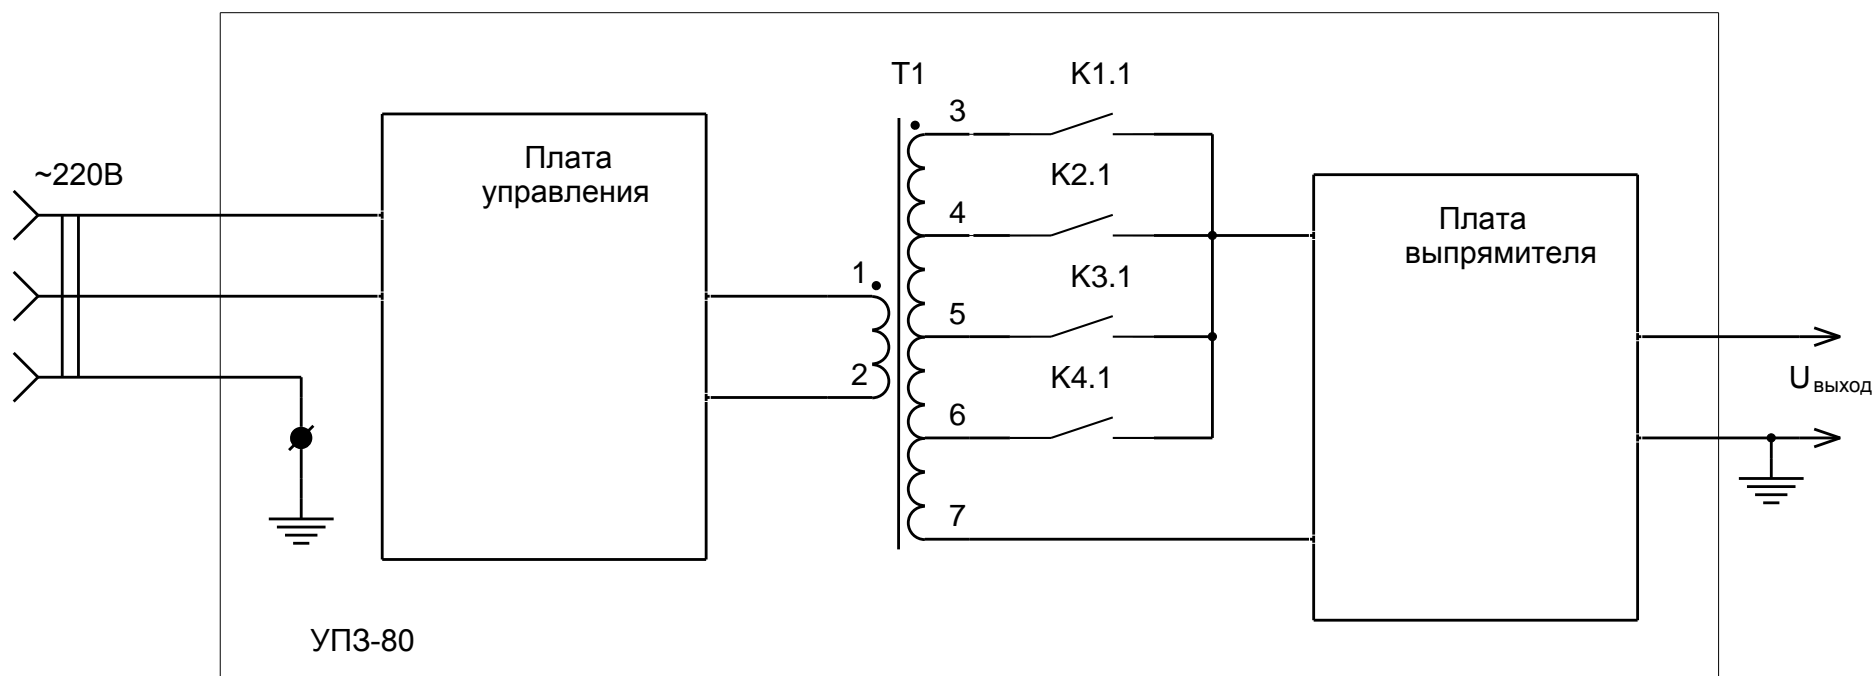 T1
K1.1
3
Плата
управления
~220В
K2.1
4
Плата
выпрямителя
1
K3.1
5
2
K4.1
Uвыход
6
7
УПЗ-80